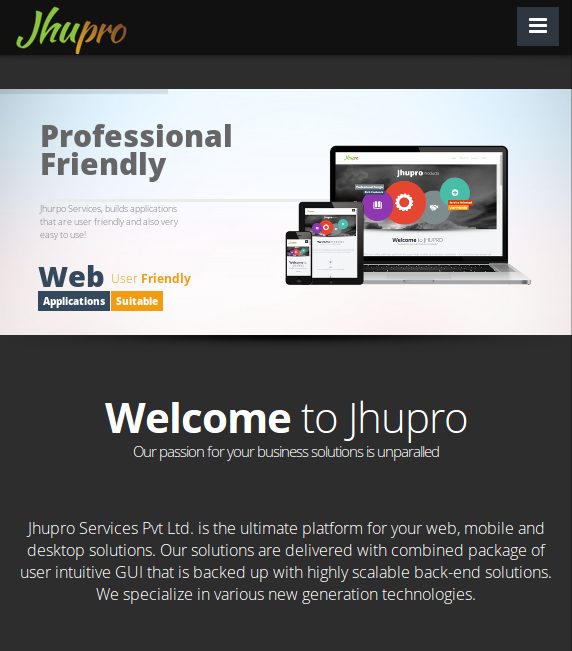 Jhupro
Professional
Friendly
Jhurpo Services, builds applications
that are user friendly and also very
easy to use!
Web User Friendly
Applications Suitable
Jhupro Products
Welcome to JHUPRO
Welcome to Jhupro
Our passion for your business solutions is unparalled
Jhupro Services Pvt Ltd. is the ultimate platform for your web, mobile and
desktop solutions. Our solutions are delivered with combined package of
user intuitive GUI that is backed up with highly scalable back-end solutions.
We specialize in various new generation technologies.